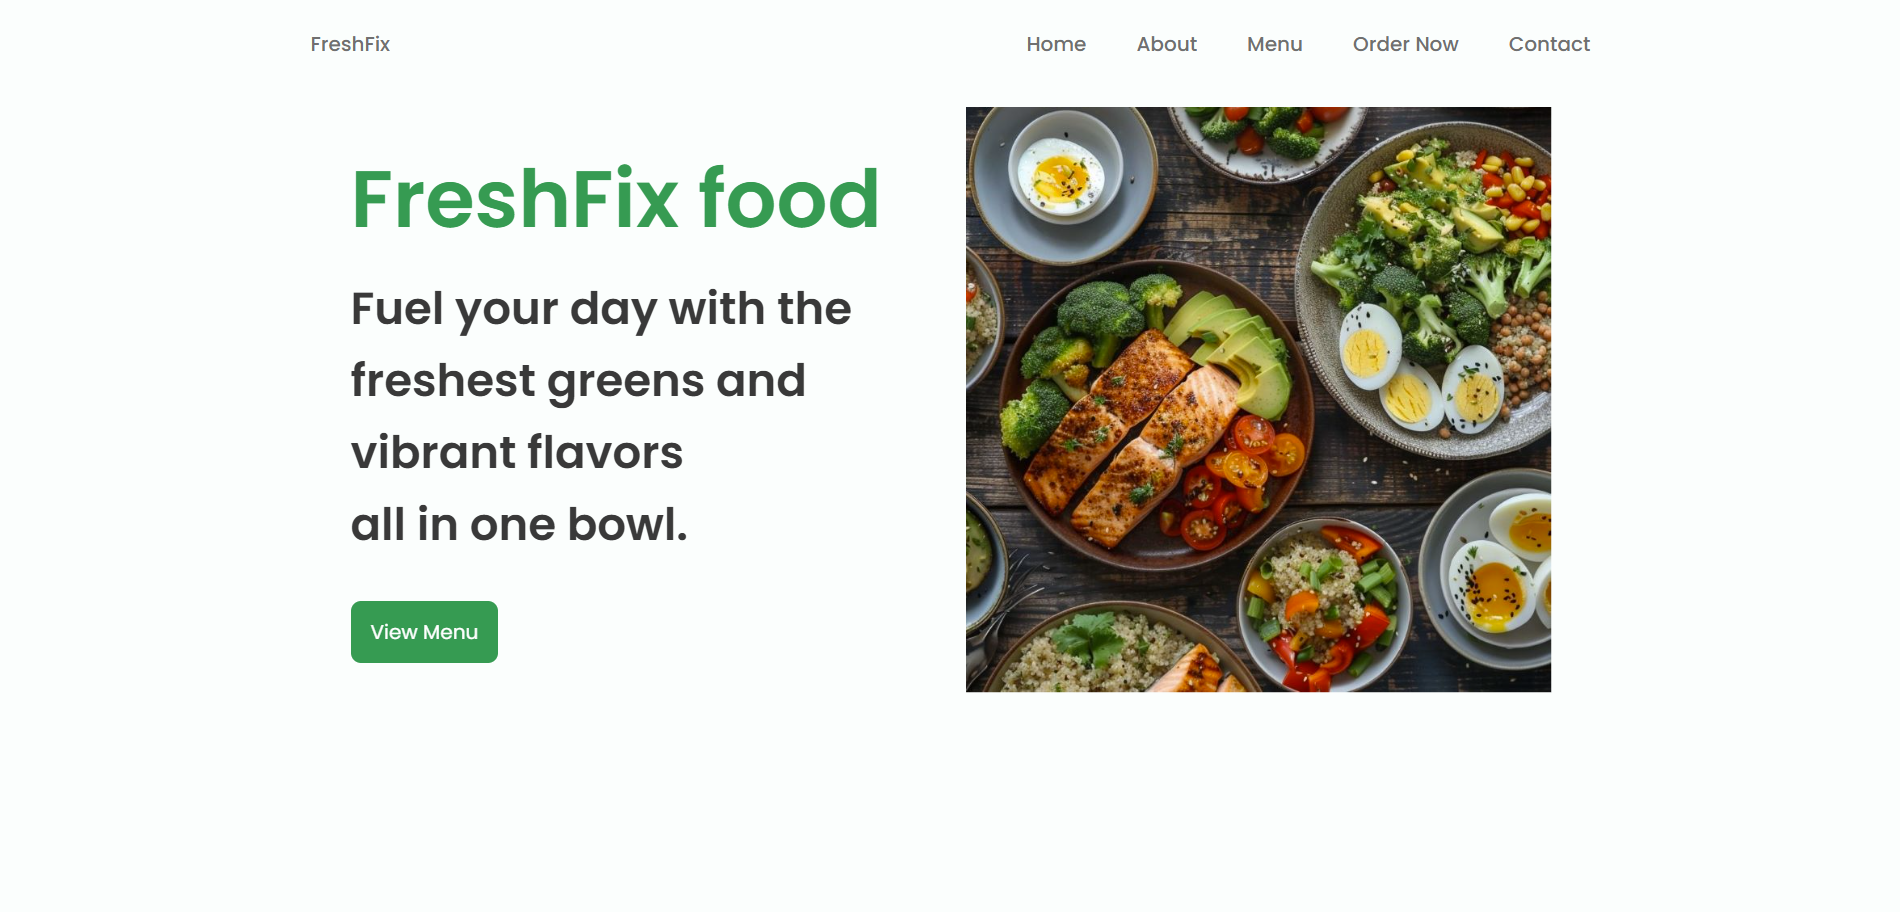 FreshFix
Home About Menu Order Now Contact
FreshFix food
Fuel your day with the
freshest greens and
vibrant flavors
all in one bowl.
View Menu